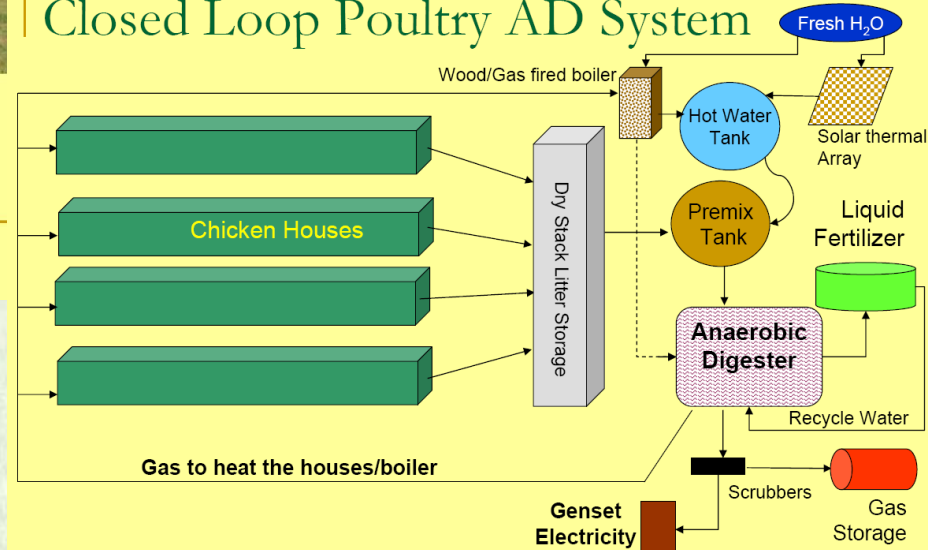 Closed Loop Poultry AD System
Fresh H₂O
Wood/Gas fired boiler
Hot Water
Tank
Solar thermal
Array
Chicken Houses
Dry Stack Litter Storage
Premix
Tank
Liquid
Fertilizer
Anaerobic
Digester
Recycle Water
Gas to heat the houses/boiler
Scrubbers
Genset
Electricity
Gas
Storage